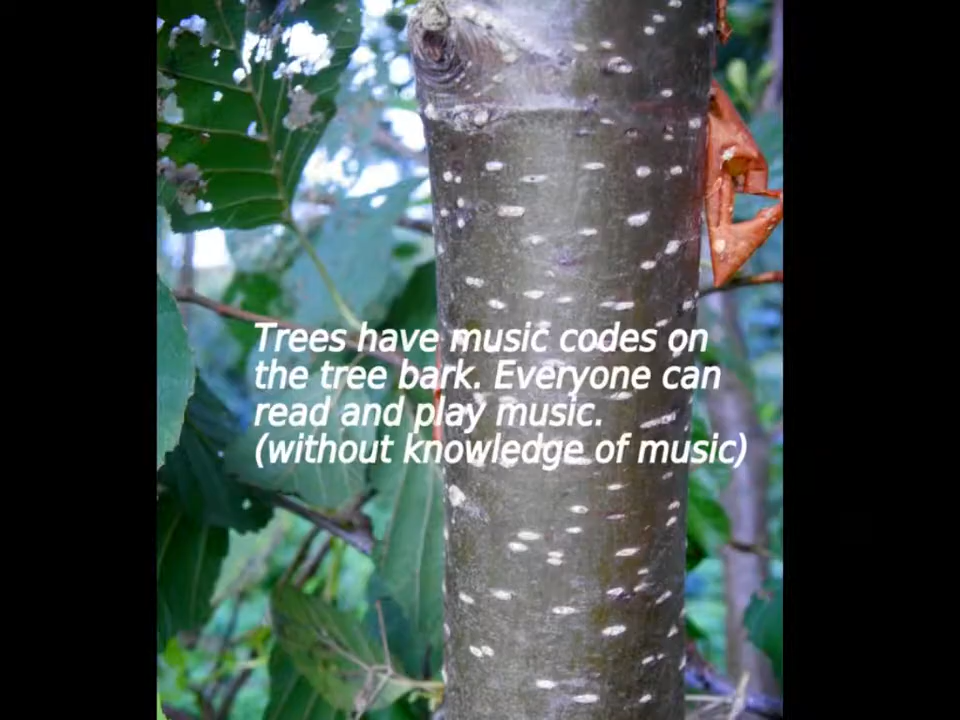 Trees have music codes on
the tree bark. Everyone can
read and play music.
(without knowledge of music)